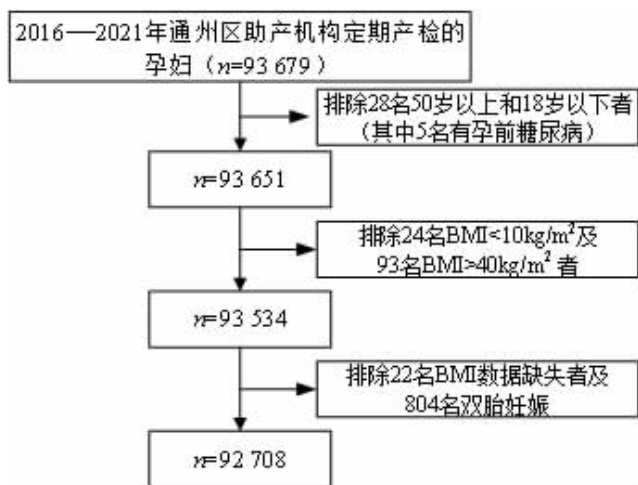 2016—2021年通州区助产机构定期产检的
孕妇（n=93 679）
排除28名50岁以上和18岁以下者
（其中5名有孕前糖尿病）
n=93 651
排除24名BMI<10kg/m²及
93名BMI>40kg/m² 者
n=93 534
排除22名BMI数据缺失者及
804名双胎妊娠
n=92 708